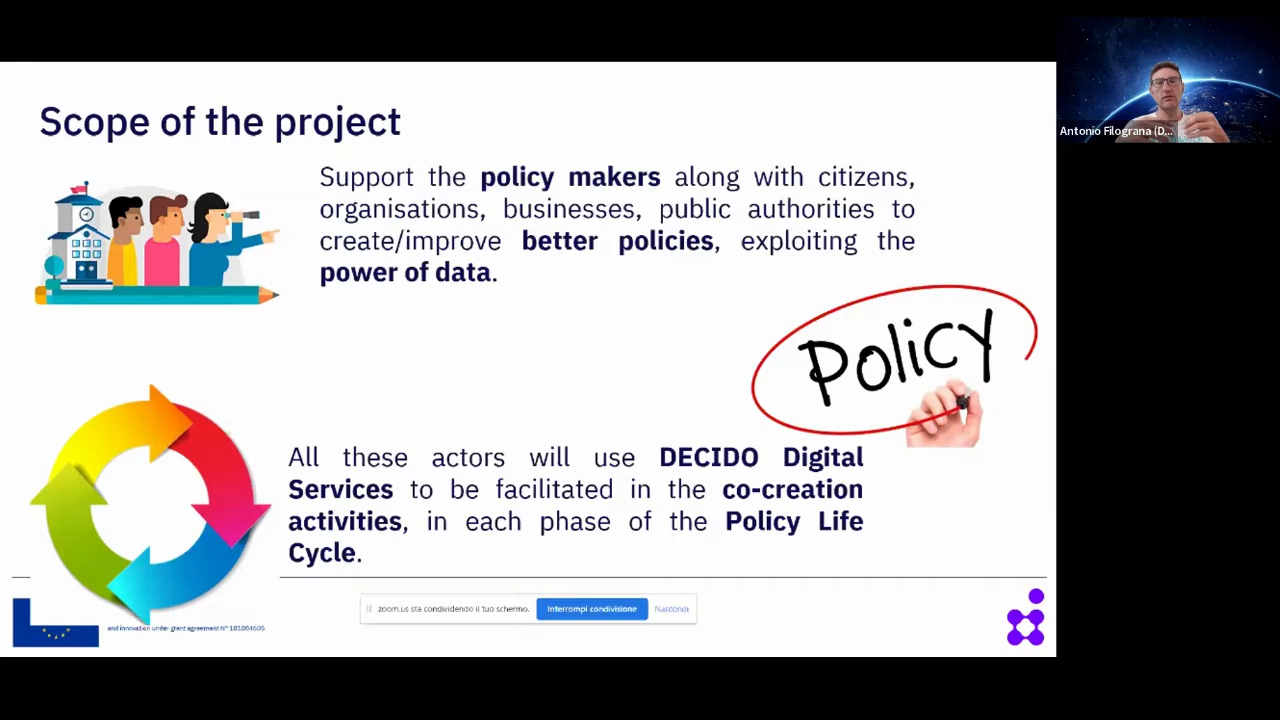 Scope of the project
Support the policy makers along with citizens,
organisations, businesses, public authorities to
create/improve better policies, exploiting the
power of data.
Policy
All these actors will use DECIDO Digital
Services to be facilitated in the co-creation
activities, in each phase of the Policy Life
Cycle.
zoom.us sta condividendo il tuo schermo. Interrompi condivisione Nascondi
and innovation under grant agreement N° 101004605
Antonio Filograna (D...